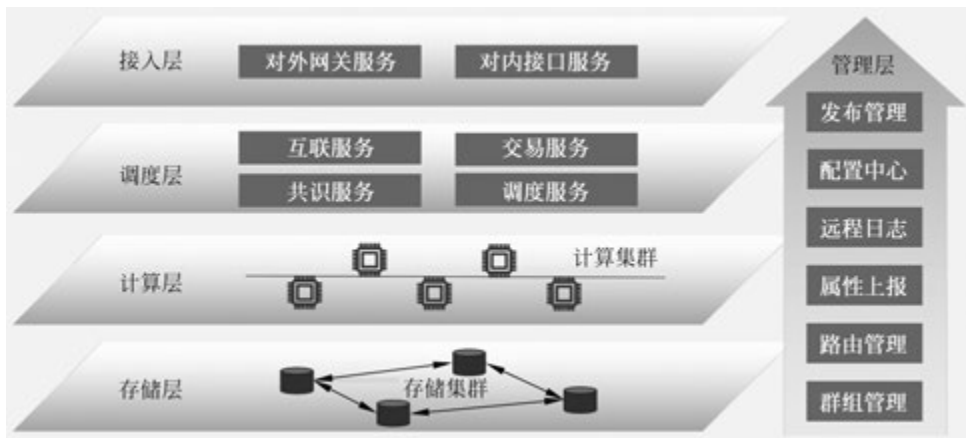 接入层
对外网关服务
对内接口服务
调度层
互联服务
交易服务
共识服务
调度服务
计算层
计算集群
存储层
存储集群
管理层
发布管理
配置中心
远程日志
属性上报
路由管理
群组管理